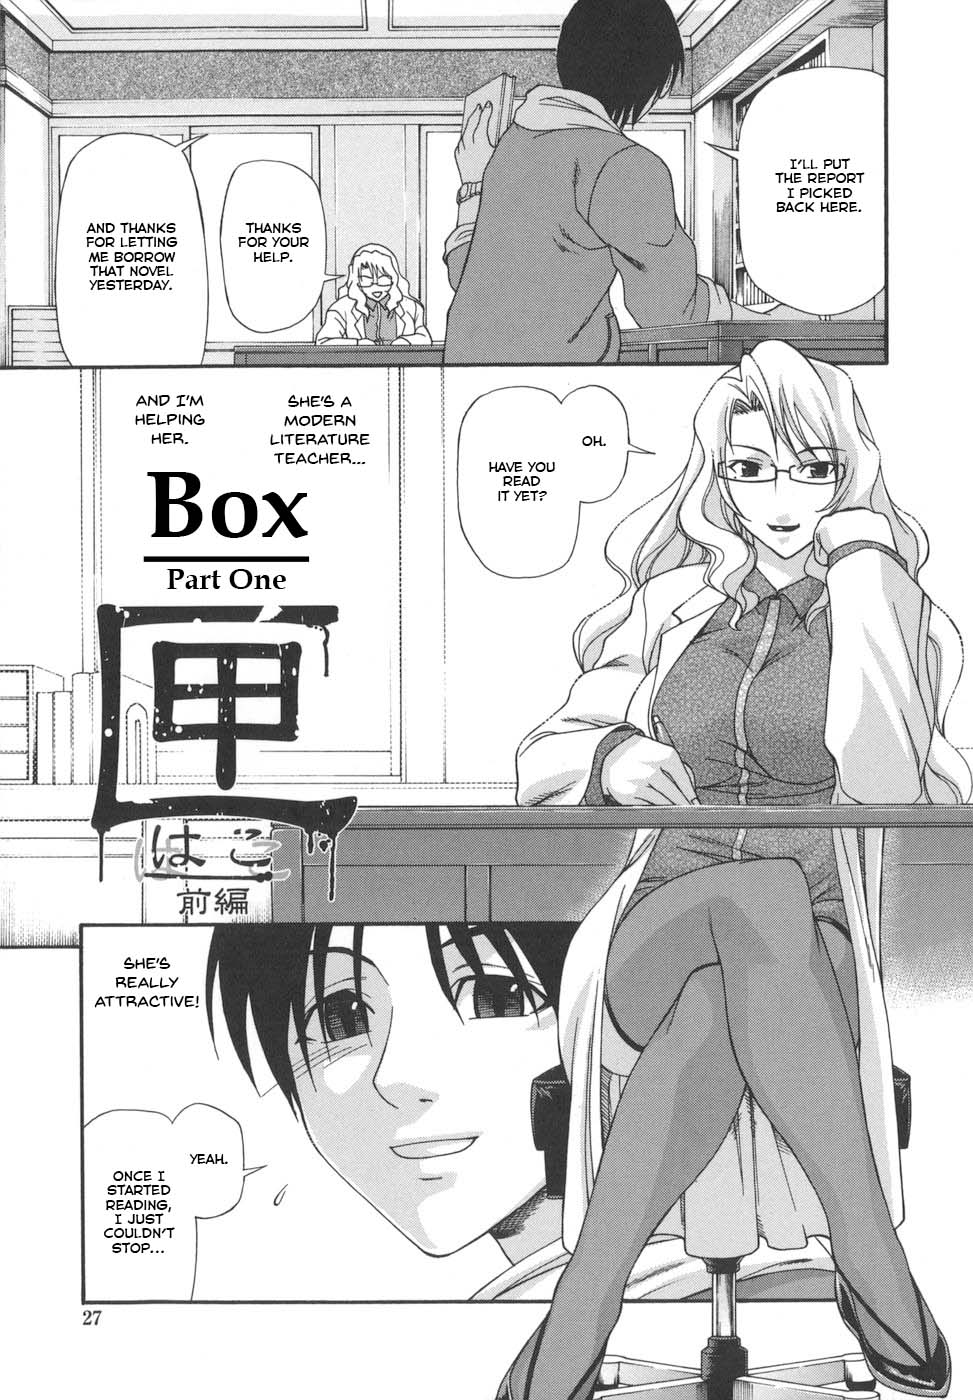 I'LL PUT
THE REPORT
I PICKED
BACK HERE.
THANKS
FOR YOUR
HELP.
AND THANKS
FOR LETTING
ME BORROW
THAT NOVEL
YESTERDAY.
OH.
HAVE YOU
READ
IT YET?
SHE'S A
MODERN
LITERATURE
TEACHER...
AND I'M
HELPING
HER.
Box
Part One
匣
はこ
前編
SHE'S
REALLY
ATTRACTIVE!
YEAH.
ONCE I
STARTED
READING,
I JUST
COULDN'T
STOP...
27